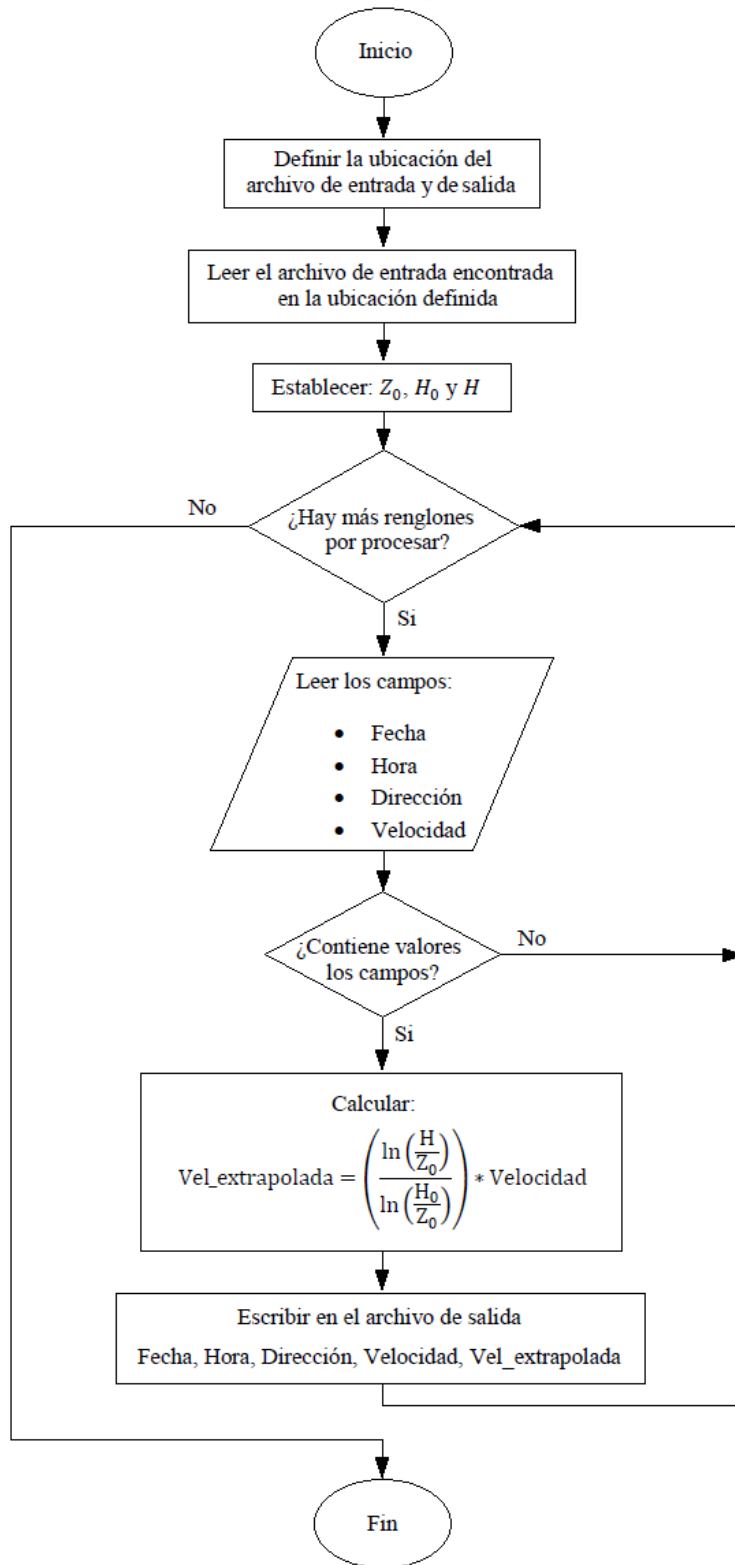 Inicio
Definir la ubicación del
archivo de entrada y de salida
Leer el archivo de entrada encontrada
en la ubicación definida
Establecer: Z₀, H₀ y H
No
¿Hay más renglones
por procesar?
Si
Leer los campos:
• Fecha
• Hora
• Dirección
• Velocidad
¿Contiene valores
los campos?
No
Si
Calcular:
Vel_extrapolada = (ln(H/Z₀)/ln(H₀/Z₀)) * Velocidad
Escribir en el archivo de salida
Fecha, Hora, Dirección, Velocidad, Vel_extrapolada
Fin